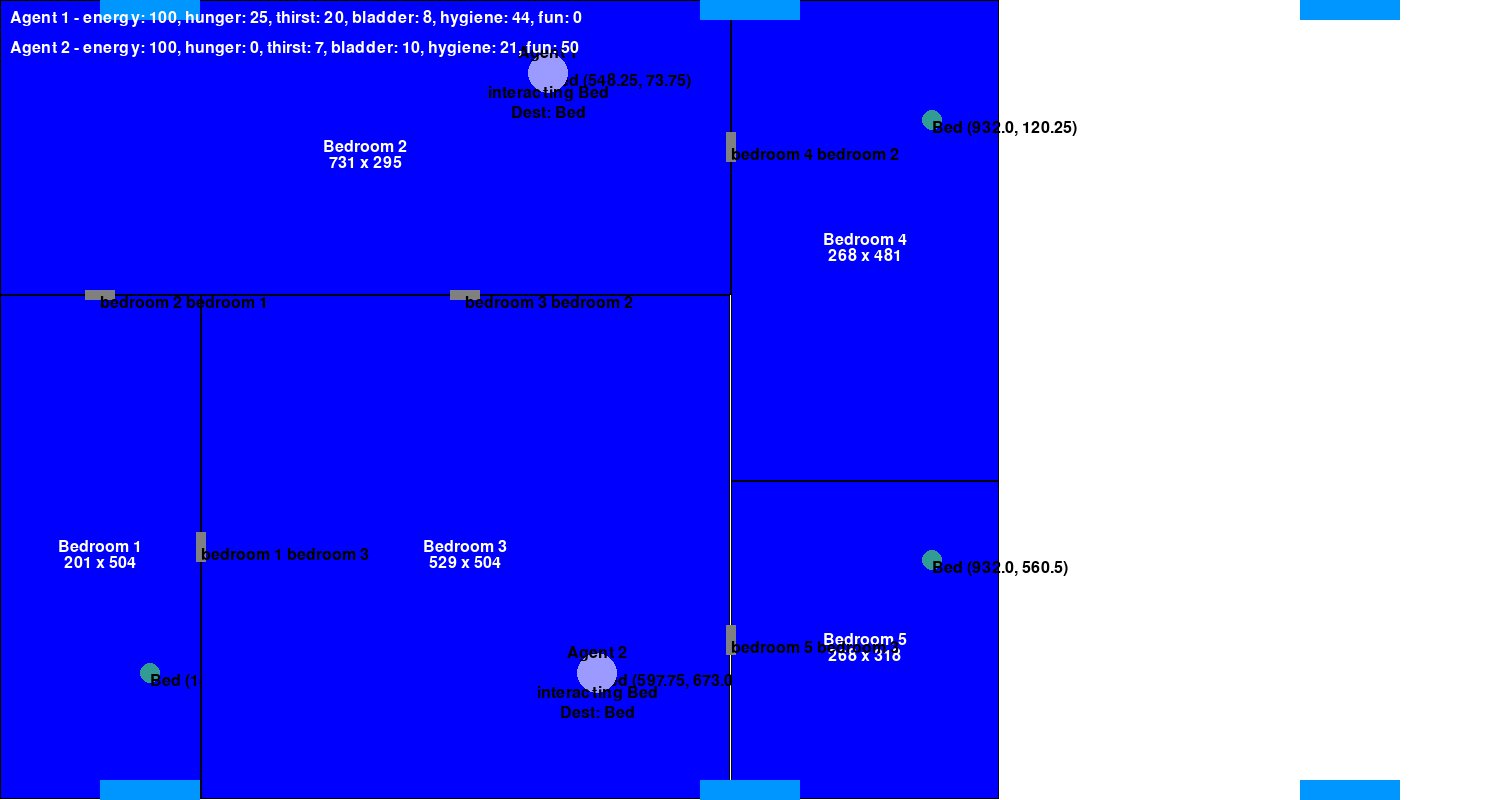 Agent 1 - energy: 100, hunger: 25, thirst: 20, bladder: 8, hygiene: 44, fun: 0
Agent 2 - energy: 100, hunger: 0, thirst: 7, bladder: 10, hygiene: 21, fun: 50
Agent 1
(548.25, 73.75)
interacting Bed
Dest: Bed
Bed (932.0, 120.25)
Bedroom 2
731 x 295
bedroom 4 bedroom 2
Bedroom 4
268 x 481
bedroom 2 bedroom 1
bedroom 3 bedroom 2
Bedroom 1
201 x 504
bedroom 1 bedroom 3
Bedroom 3
529 x 504
Bed (932.0, 560.5)
Bedroom 5
268 x 318
bedroom 5
Agent 2
Bed (1
(597.75, 673.0
interacting Bed
Dest: Bed